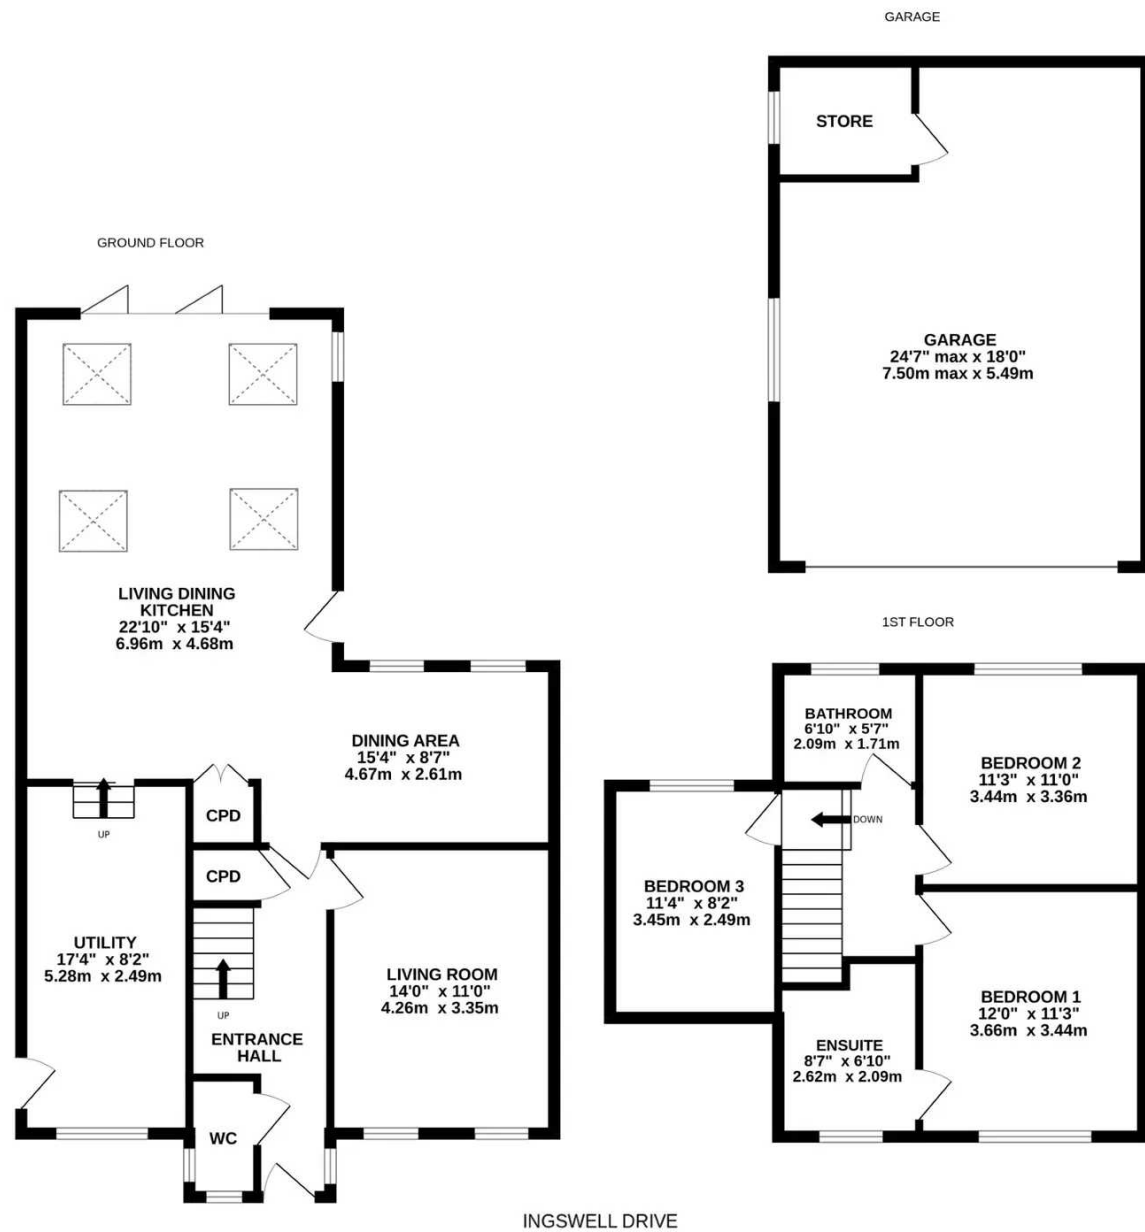 GARAGE
STORE
GARAGE
24'7" max x 18'0"
7.50m max x 5.49m
GROUND FLOOR
LIVING DINING
KITCHEN
22'10" x 15'4"
6.96m x 4.68m
DINING AREA
15'4" x 8'7"
4.67m x 2.61m
CPD
CPD
UP
UTILITY
17'4" x 8'2"
5.28m x 2.49m
LIVING ROOM
14'0" x 11'0"
4.26m x 3.35m
UP
ENTRANCE
HALL
WC
1ST FLOOR
BATHROOM
6'10" x 5'7"
2.09m x 1.71m
BEDROOM 2
11'3" x 11'0"
3.44m x 3.36m
DOWN
BEDROOM 3
11'4" x 8'2"
3.45m x 2.49m
BEDROOM 1
12'0" x 11'3"
3.66m x 3.44m
ENSUITE
8'7" x 6'10"
2.62m x 2.09m
INGSWELL DRIVE